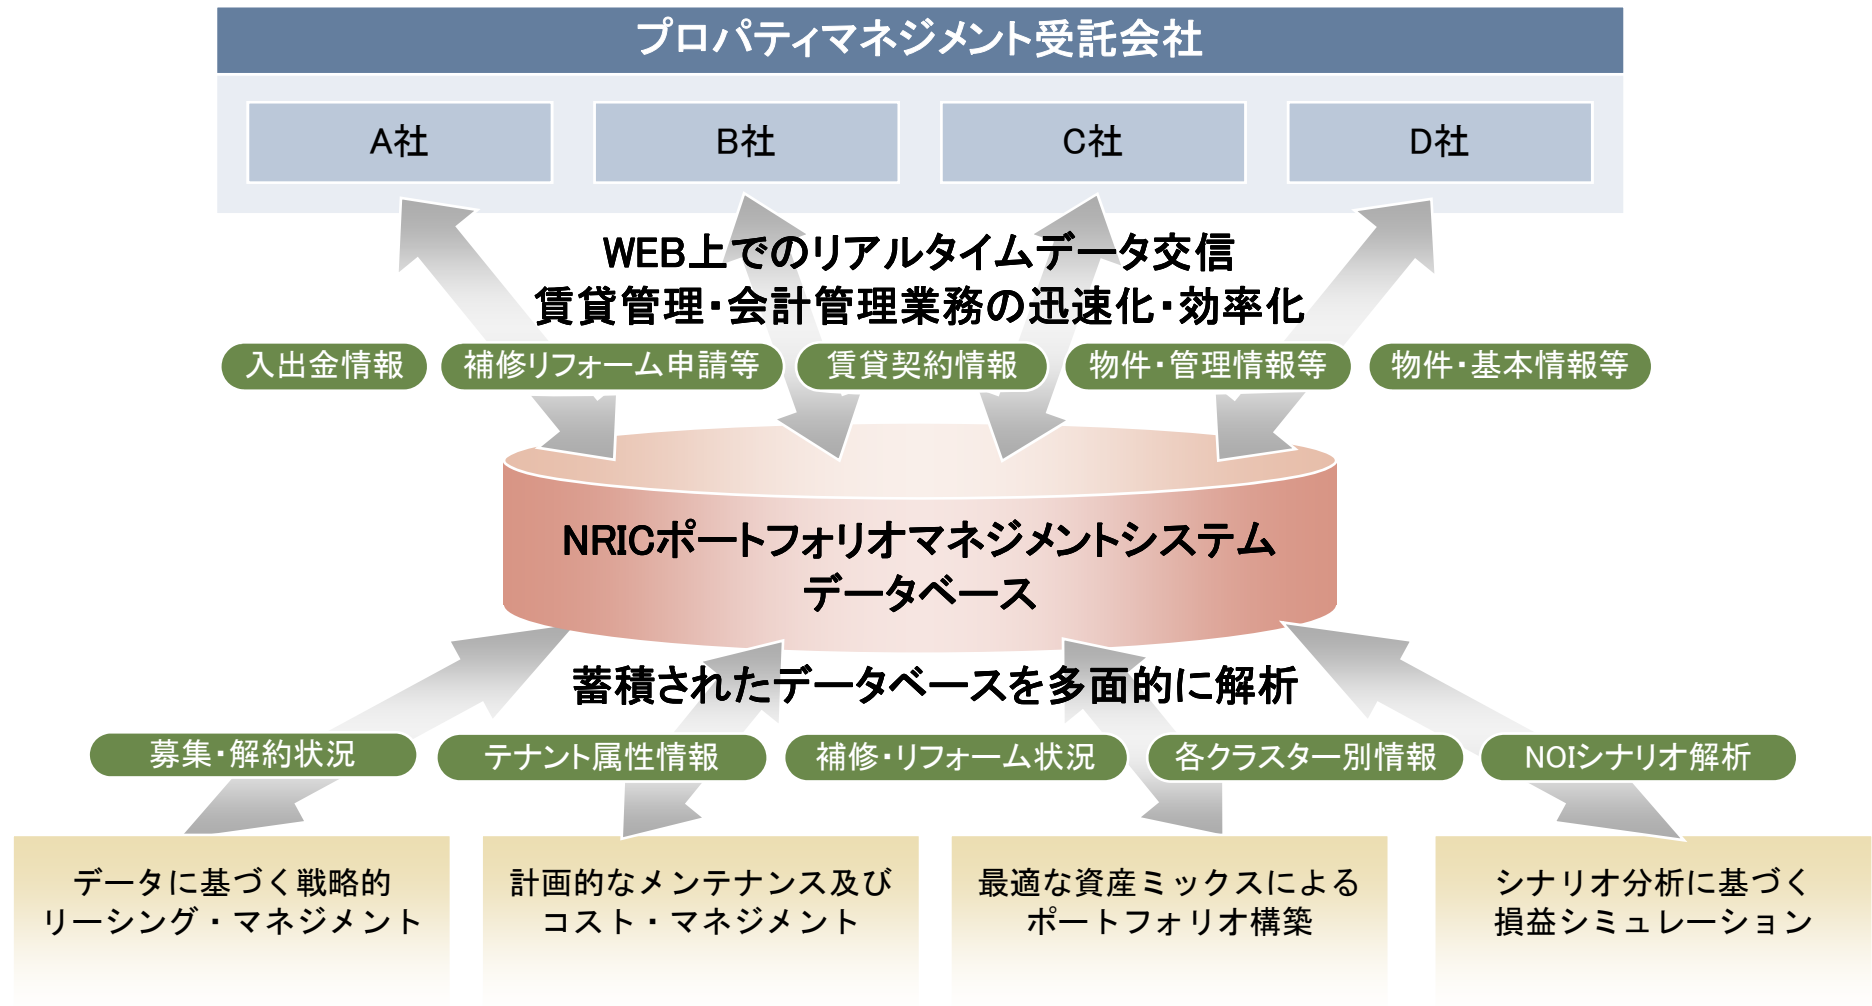 プロパティマネジメント受託会社
A社
B社
C社
D社
WEB上でのリアルタイムデータ交信
賃貸管理・会計管理業務の迅速化・効率化
入出金情報
補修リフォーム申請等
賃貸契約情報
物件・管理情報等
物件・基本情報等
NRICポートフォリオマネジメントシステム
データベース
蓄積されたデータベースを多面的に解析
募集・解約状況
テナント属性情報
補修・リフォーム状況
各クラスター別情報
NOIシナリオ解析
データに基づく戦略的
リーシング・マネジメント
計画的なメンテナンス及び
コスト・マネジメント
最適な資産ミックスによる
ポートフォリオ構築
シナリオ分析に基づく
損益シミュレーション